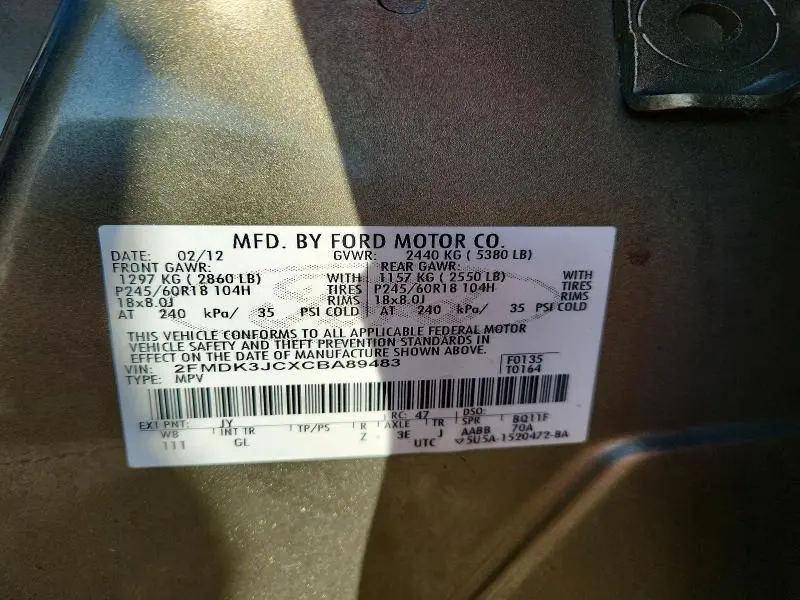 MFD. BY FORD MOTOR CO.
DATE: 02/12 GVWR: 2440 KG ( 5380 LB)
FRONT GAWR: REAR GAWR:
1297 KG ( 2860 LB) WITH 1157 KG ( 2550 LB) WITH
P245/60R18 104H TIRES P245/60R18 104H TIRES
18x8.0J RIMS 18x8.0J RIMS
AT 240 kPa/ 35 PSI COLD AT 240 kPa/ 35 PSI COLD
THIS VEHICLE CONFORMS TO ALL APPLICABLE FEDERAL MOTOR
VEHICLE SAFETY AND THEFT PREVENTION STANDARDS IN
EFFECT ON THE DATE OF MANUFACTURE SHOWN ABOVE.
VIN: 2FMDK3JCXCBA89483 F0135
TYPE: MPV T0164
EXT PNT: JY RC: 47 DSO:
WB INT TR TP/PS R AXLE TR SPR 8Q11F
111 GL Z 3E J AABB 70A
UTC 5U5A-1520472-BA